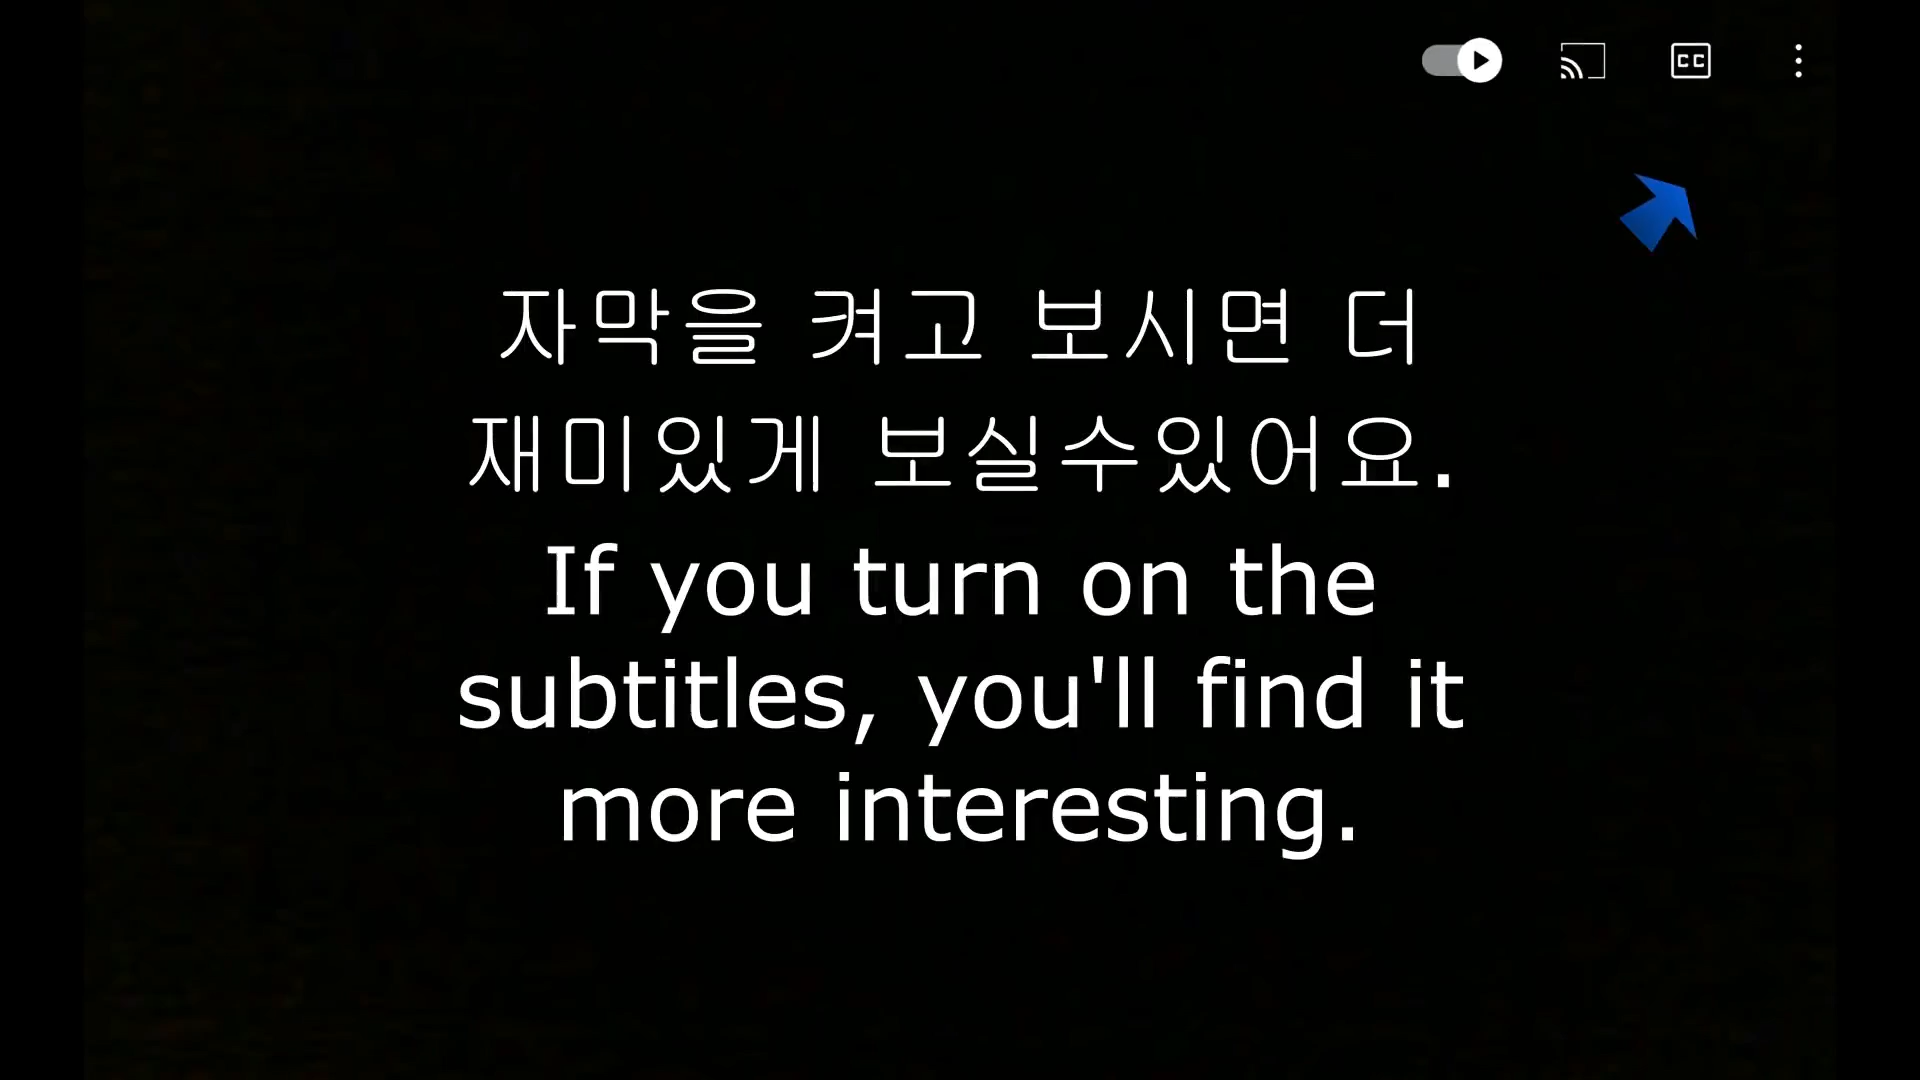 CC
자막을 켜고 보시면 더
재미있게 보실수있어요.
If you turn on the
subtitles, you'll find it
more interesting.